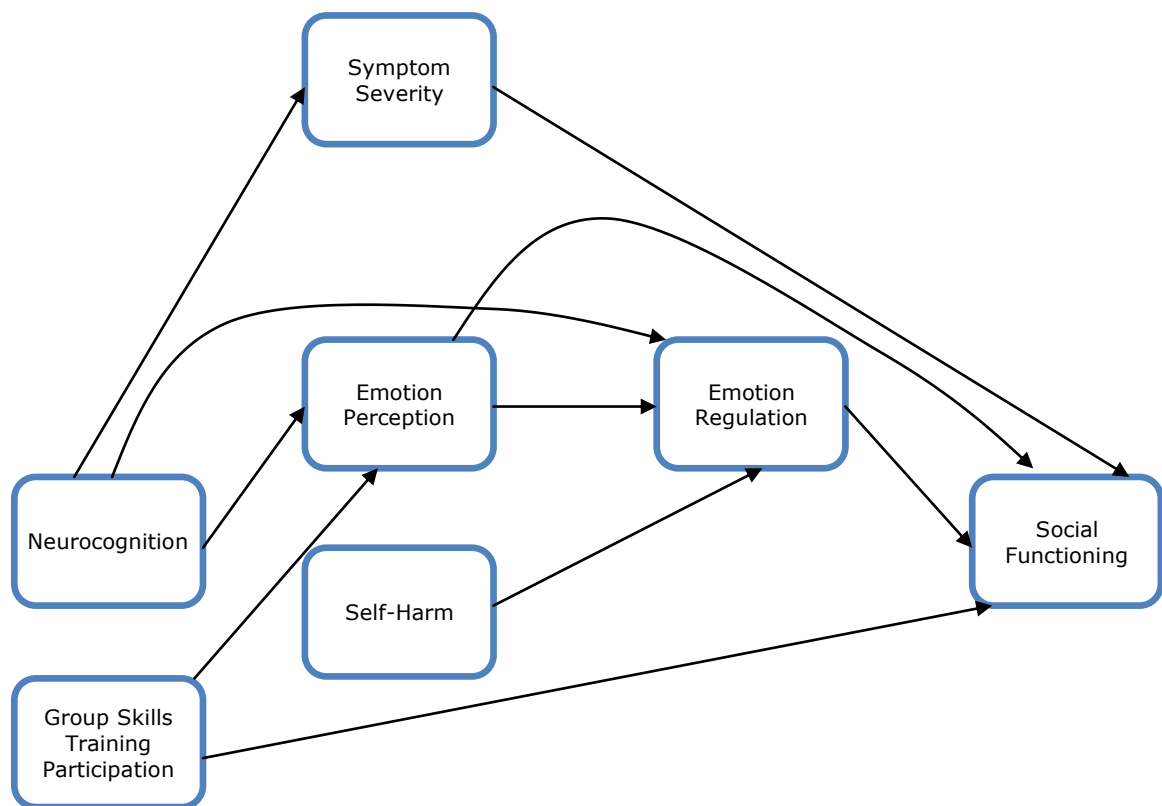 Symptom
Severity
Emotion
Perception
Emotion
Regulation
Neurocognition
Social
Functioning
Self-Harm
Group Skills
Training
Participation